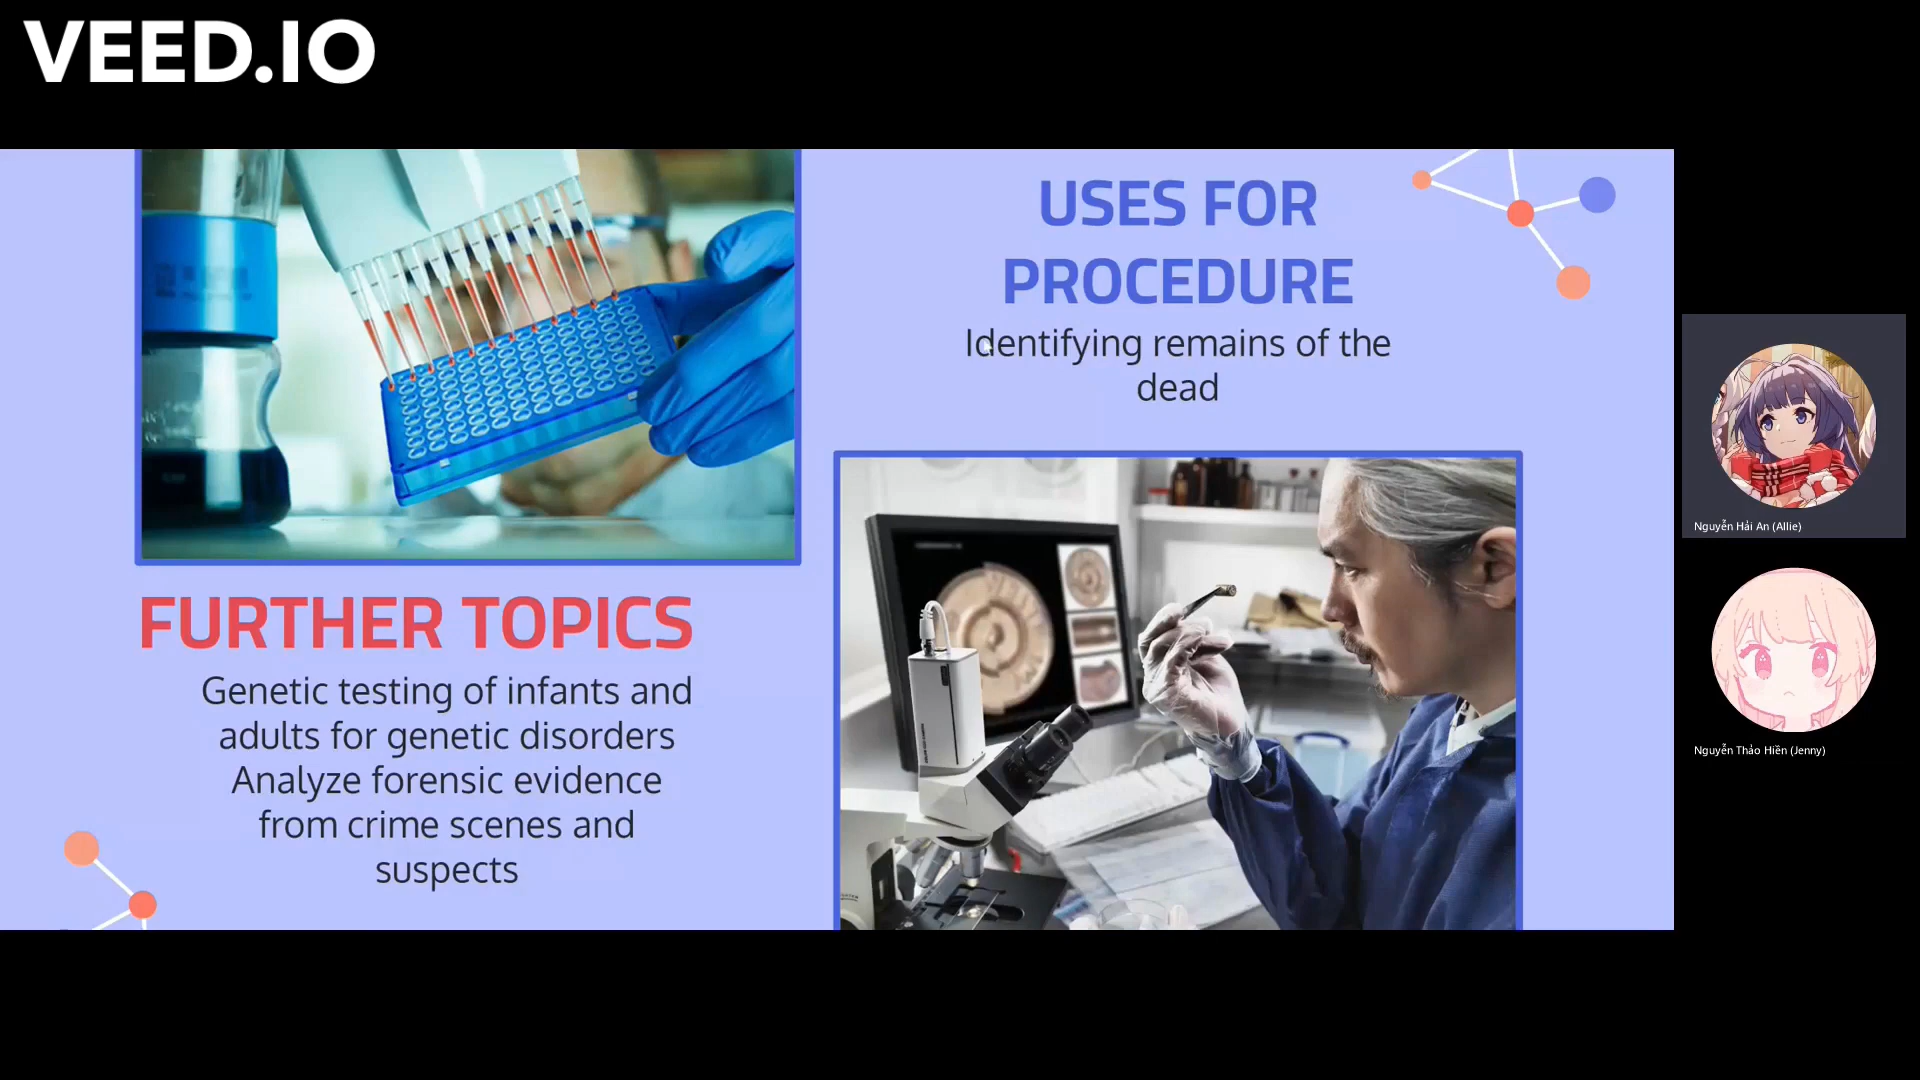 VEED.IO
USES FOR
PROCEDURE
Identifying remains of the
dead
FURTHER TOPICS
Genetic testing of infants and
adults for genetic disorders
Analyze forensic evidence
from crime scenes and
suspects
Nguyễn Hải An (Allie)
Nguyễn Thảo Hiền (Jenny)